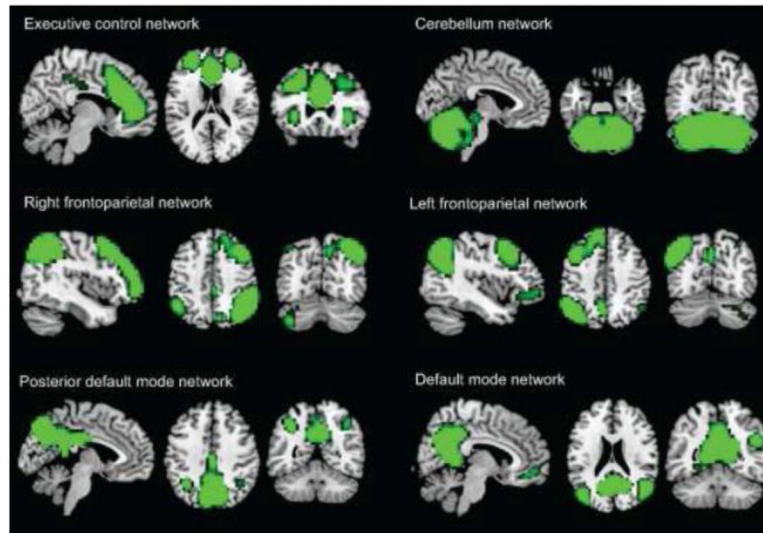 Executive control network
Cerebellum network
Right frontoparietal network
Left frontoparietal network
Posterior default mode network
Default mode network